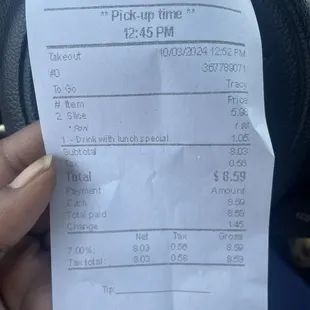 ** Pick-up time **
12:45 PM
Takeout 10/03/2024 12:52 PM
#0 367789071
To Go Tracy
# Item Price
2 Slice 5.98
1 - Drink with lunch special 1.05
Subtotal 8.03
0.56
Total $ 8.59
Payment Amount
Cash 8.59
Total paid 8.59
Change 1.45
Net Tax Gross
7.00%: 8.03 0.56 8.59
Tax total: 8.03 0.56 8.59
Tip